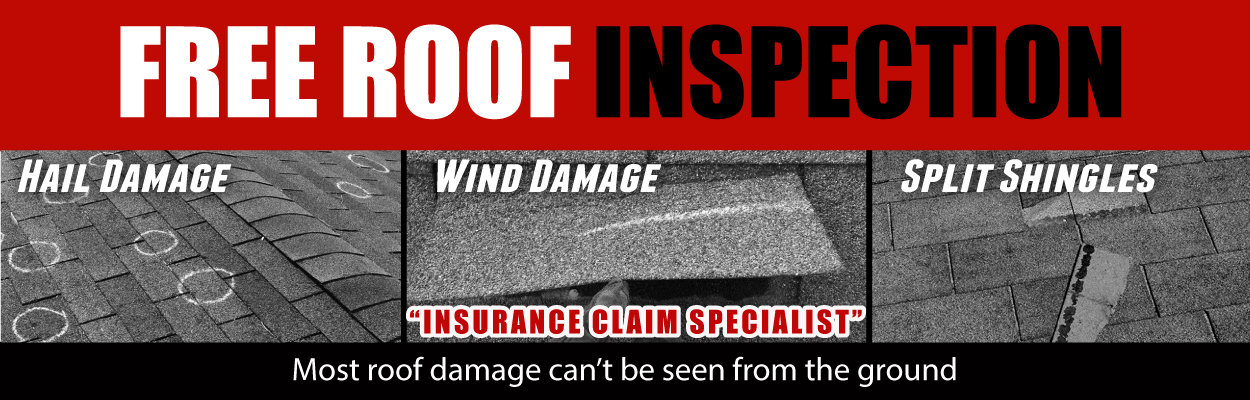 FREE ROOF INSPECTION
HAIL DAMAGE
WIND DAMAGE
SPLIT SHINGLES
“INSURANCE CLAIM SPECIALIST”
Most roof damage can’t be seen from the ground